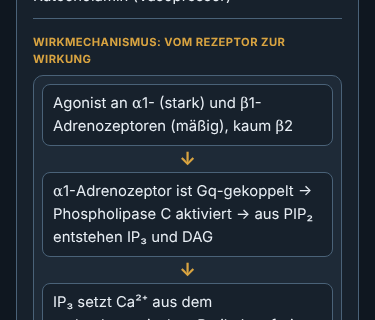 WIRKMECHANISMUS: VOM REZEPTOR ZUR
WIRKUNG
Agonist an α1- (stark) und β1-
Adrenozeptoren (mäßig), kaum β2
↓
α1-Adrenozeptor ist Gq-gekoppelt →
Phospholipase C aktiviert → aus PIP₂
entstehen IP₃ und DAG
↓
IP₃ setzt Ca²⁺ aus dem